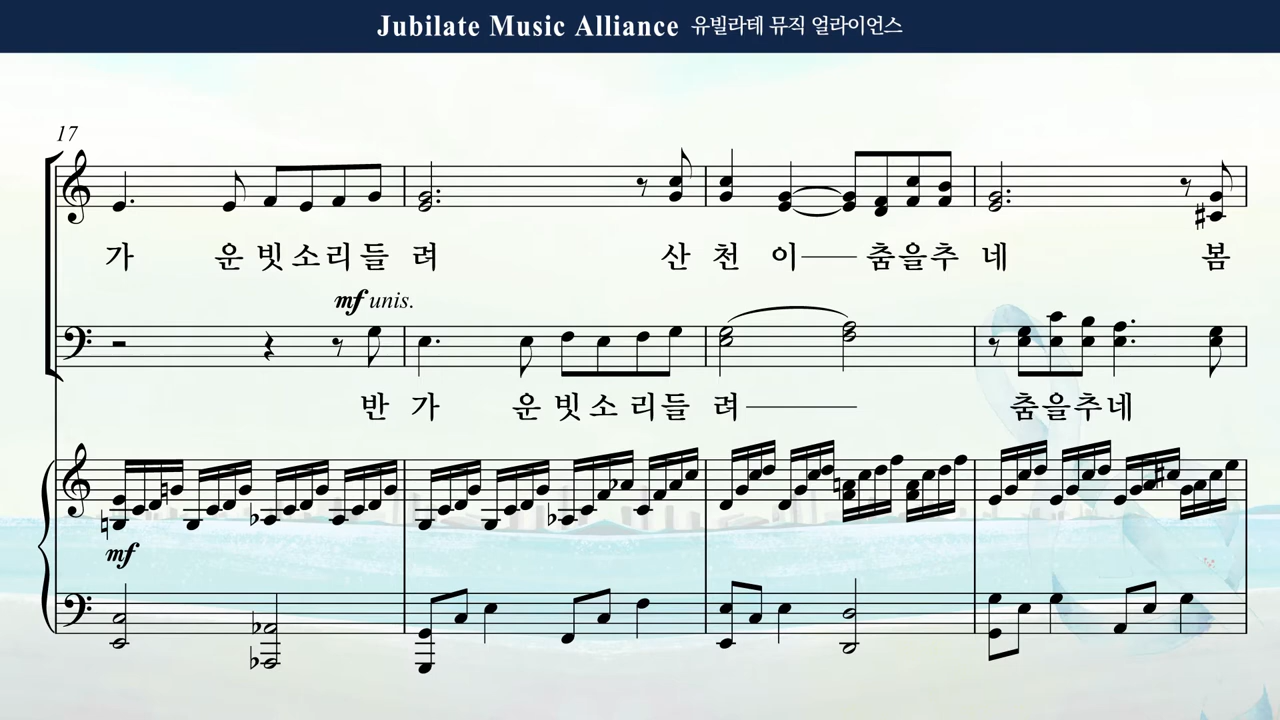 Jubilate Music Alliance 유빌라테 뮤직 얼라이언스
17
가 운 빗 소 리 들 려 산 천 이 춤 을 추 네 봄
mf unis.
반 가 운 빗 소 리 들 려 춤 을 추 네
mf